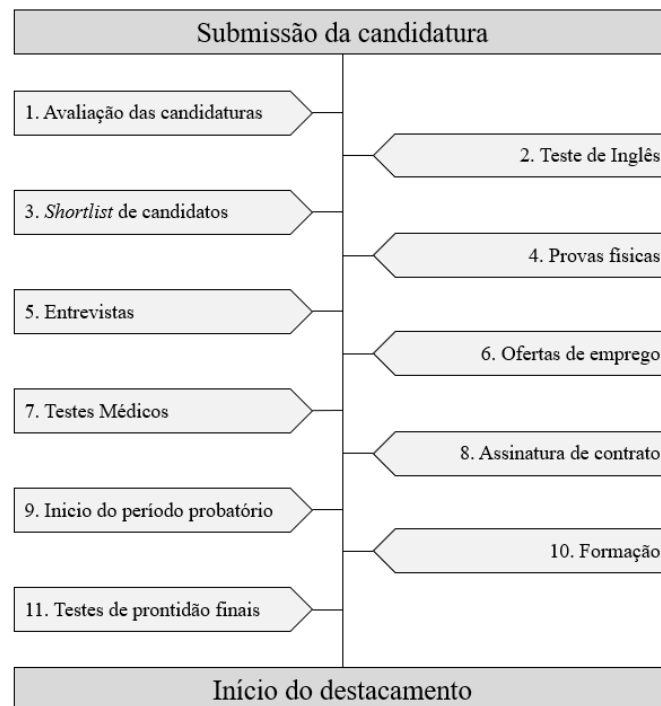 Submissão da candidatura
1. Avaliação das candidaturas
2. Teste de Inglês
3. Shortlist de candidatos
4. Provas físicas
5. Entrevistas
6. Ofertas de emprego
7. Testes Médicos
8. Assinatura de contrato
9. Inicio do período probatório
10. Formação
11. Testes de prontidão finais
Início do destacamento